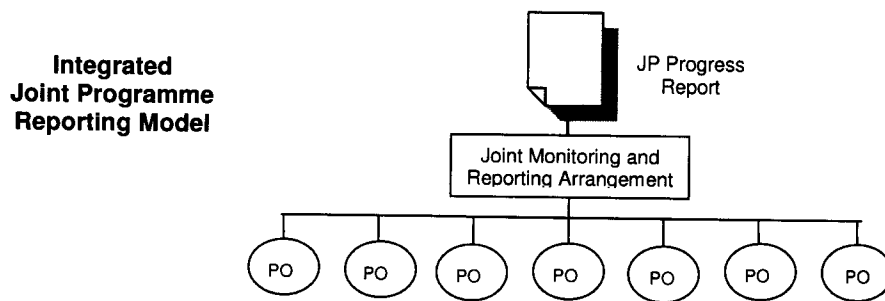 Integrated
Joint Programme
Reporting Model
JP Progress
Report
Joint Monitoring and
Reporting Arrangement
PO PO PO PO PO PO PO